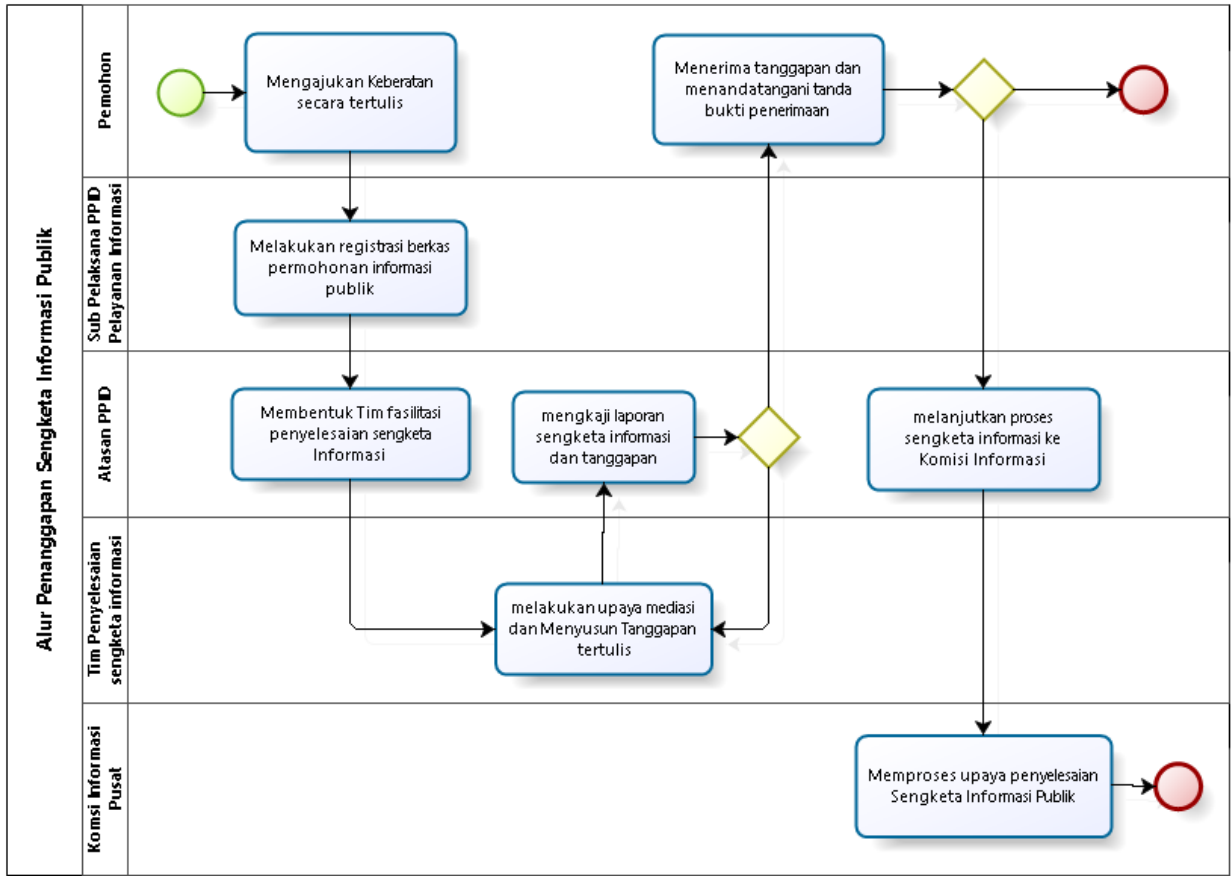 Alur Penanggapan Sengketa Informasi Publik
Pemohon
Mengajukan Keberatan
secara tertulis
Menerima tanggapan dan
menandatangani tanda
bukti penerimaan
Sub Pelaksana PPID
Pelayanan Informasi
Melakukan registrasi berkas
permohonan informasi
publik
Atasan PPID
Membentuk Tim fasilitasi
penyelesaian sengketa
Informasi
mengkaji laporan
sengketa informasi
dan tanggapan
melanjutkan proses
sengketa informasi ke
Komisi Informasi
Tim Penyelesaian
sengketa informasi
melakukan upaya mediasi
dan Menyusun Tanggapan
tertulis
Komsi Informasi
Pusat
Memproses upaya penyelesaian
Sengketa Informasi Publik